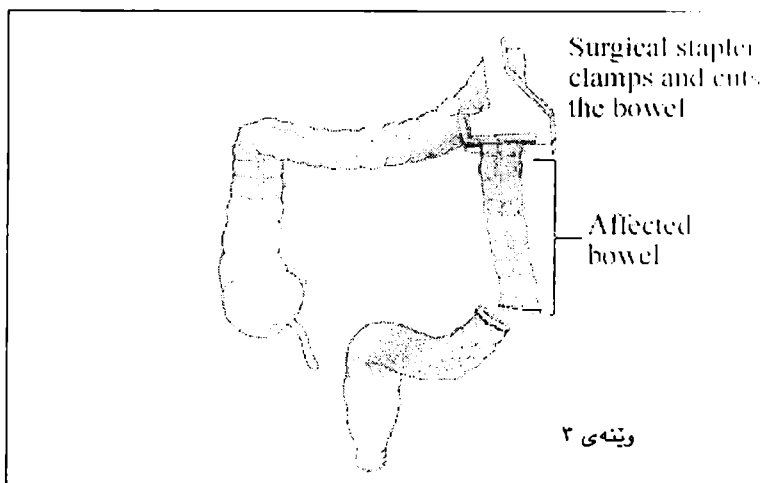 Surgical stapler
clamps and cuts
the bowel
Affected
bowel
وێنەی ٣